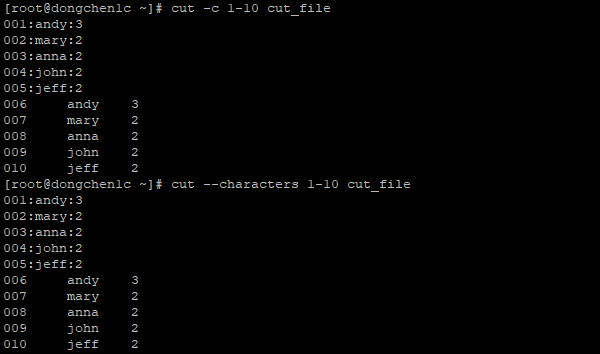 [root@dongchenlc ~]# cut -c 1-10 cut_file
001:andy:3
002:mary:2
003:anna:2
004:john:2
005:jeff:2
006     andy    3
007     mary    2
008     anna    2
009     john    2
010     jeff    2
[root@dongchenlc ~]# cut --characters 1-10 cut_file
001:andy:3
002:mary:2
003:anna:2
004:john:2
005:jeff:2
006     andy    3
007     mary    2
008     anna    2
009     john    2
010     jeff    2